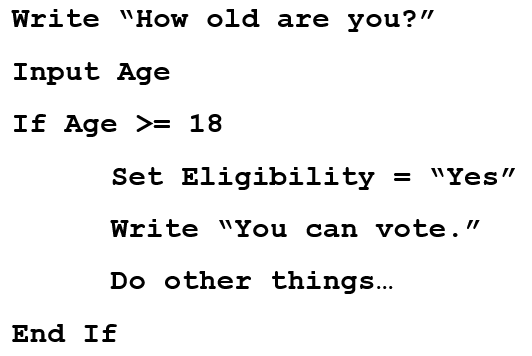 Write “How old are you?”
Input Age
If Age >= 18
Set Eligibility = “Yes”
Write “You can vote.”
Do other things…
End If